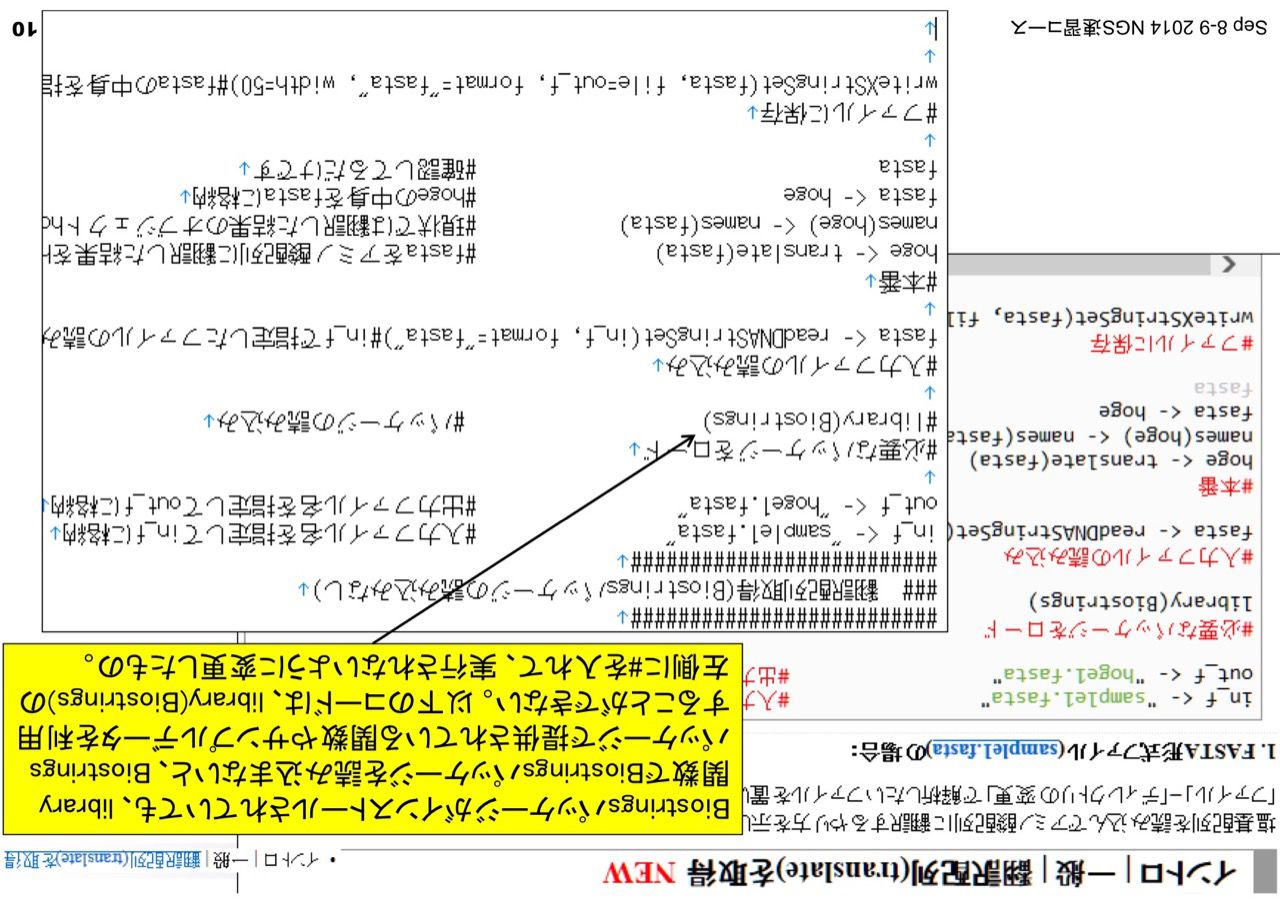 イントロ | 一般 | 翻訳配列(translate)を取得 NEW
・ イントロ | 一般 | 翻訳配列(translate)を取得
塩基配列を読み込んでアミノ酸配列に翻訳するやり方を示し
「ファイル」-「ディレクトリの変更」で解析したいファイルを置い
1. FASTA形式ファイル(sample1.fasta)の場合:
Biostringsパッケージがインストールされていても、library
関数でBiostringsパッケージを読み込まないと、Biostrings
パッケージで提供されている関数やサンプルデータを利用
することができない。以下のコードは、library(Biostrings)の
左側に#を入れて、実行されないように変更したもの。
in_f <- "sample1.fasta" #入力
out_f <- "hoge1.fasta" #出力
#必要なパッケージをロード
library(Biostrings)
#入力ファイルの読み込み
fasta <- readDNAStringSet(
#本番
hoge <- translate(fasta)
names(hoge) <- names(fasta
fasta <- hoge
fasta
#ファイルに保存
writeXStringSet(fasta, fil
##########################↓
### 翻訳配列取得(Biostringsパッケージの読み込みなし)↓
##########################↓
in_f <- "sample1.fasta" #入力ファイル名を指定してin_fに格納↓
out_f <- "hoge1.fasta" #出力ファイル名を指定してout_fに格納↓
↓
#必要なパッケージをロード↓
#library(Biostrings) #パッケージの読み込み↓
↓
#入力ファイルの読み込み↓
fasta <- readDNAStringSet(in_f, format="fasta")#in_fで指定したファイルの読み
↓
#本番↓
hoge <- translate(fasta) #fastaをアミノ酸配列に翻訳した結果をh
names(hoge) <- names(fasta) #現状では翻訳した結果のオブジェクトho
fasta <- hoge #hogeの中身をfastaに格納↓
fasta #確認してるだけです↓
↓
#ファイルに保存↓
writeXStringSet(fasta, file=out_f, format="fasta", width=50)#fastaの中身を指
↓
↓
Sep 8-9 2014 NGS速習コース
10